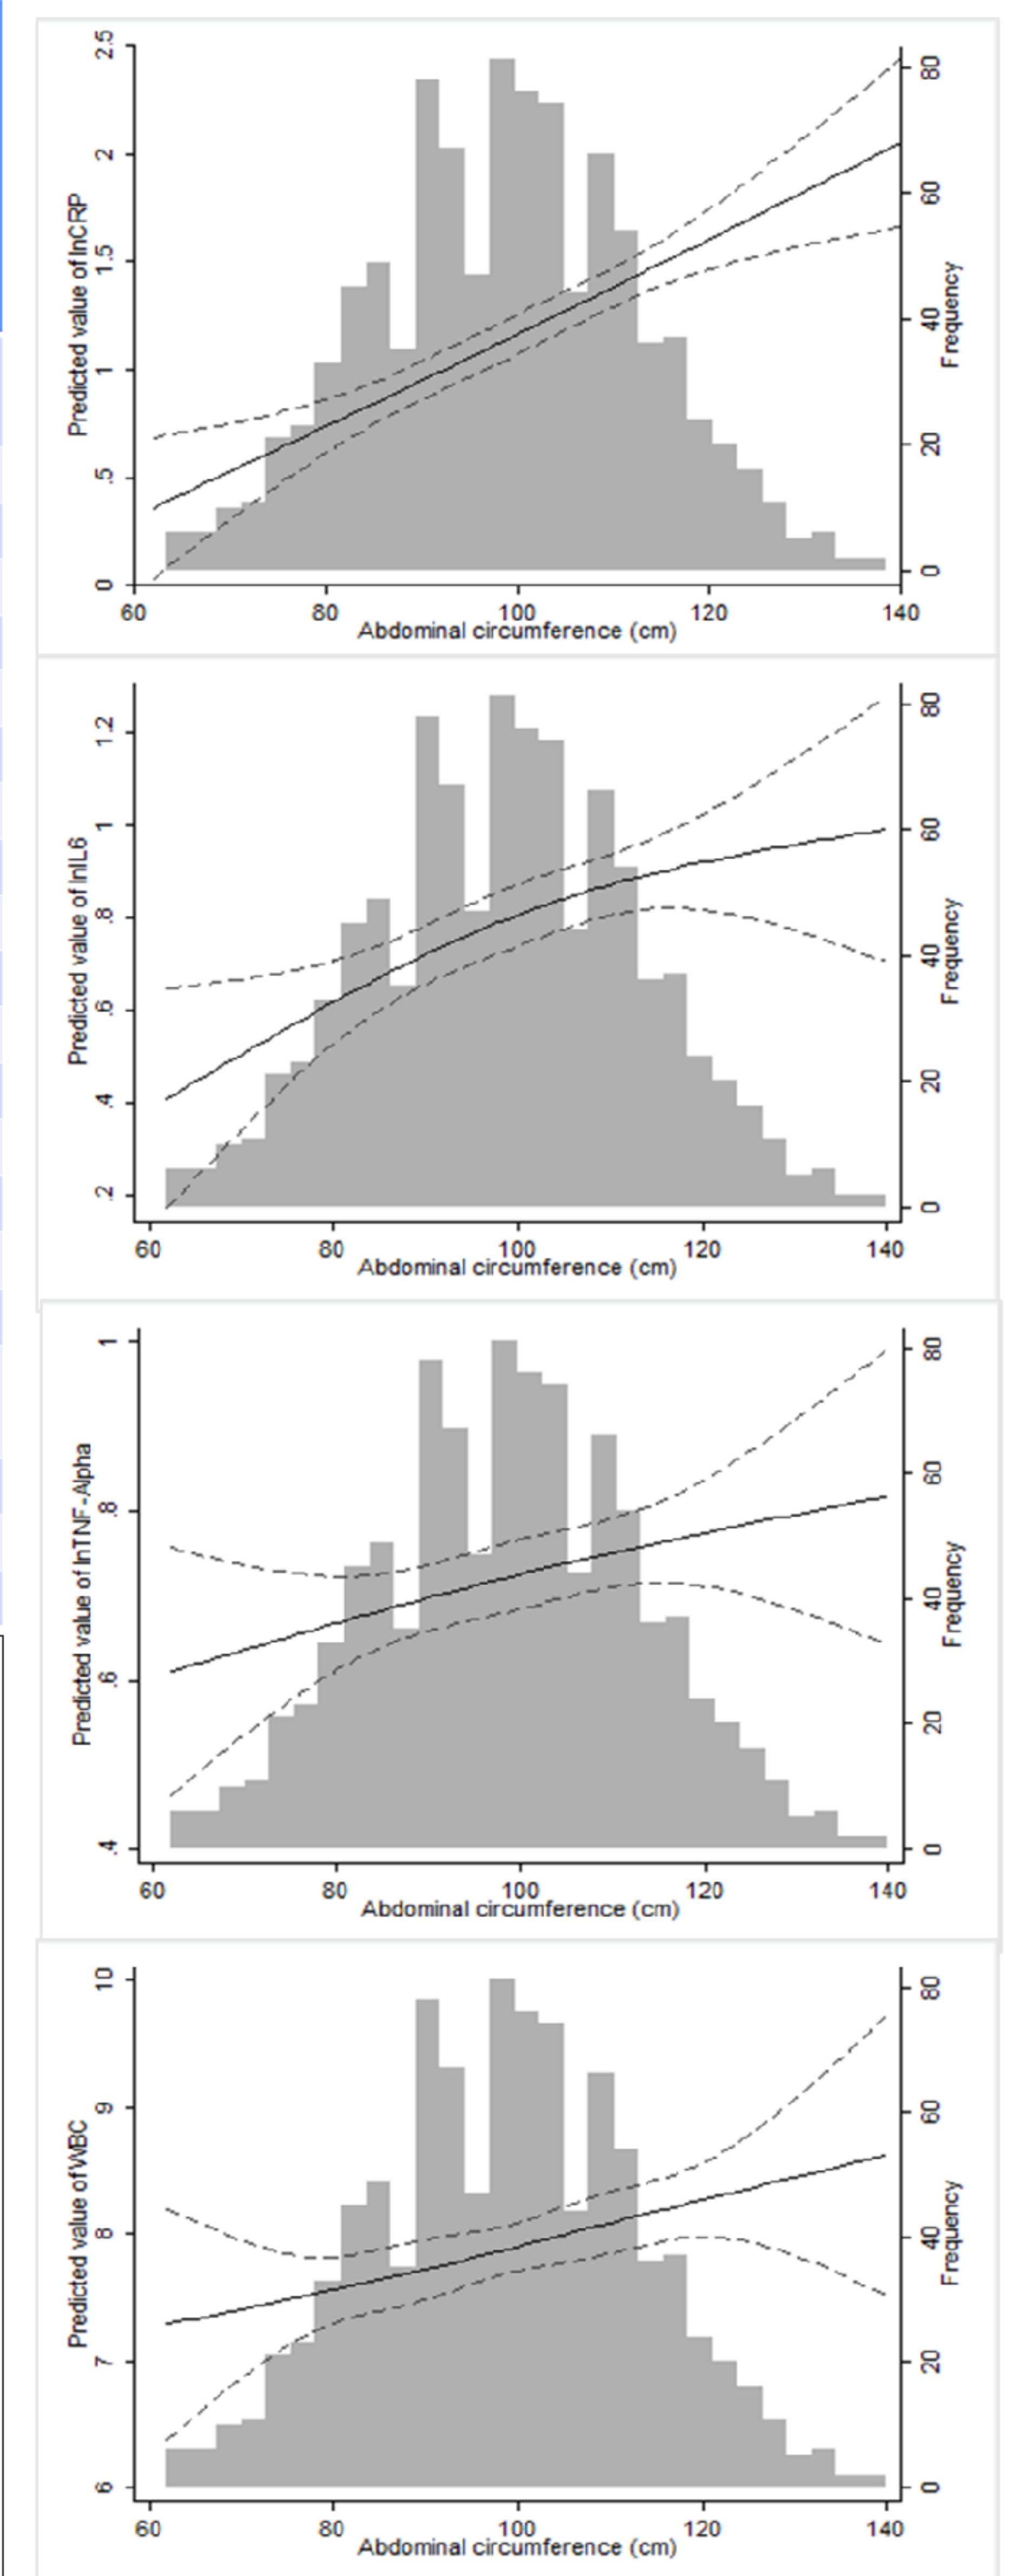 Predicted value of lnCRP
2.5
2
1.5
1
.5
0
80
60
40
20
0
Frequency
60 80 100 120 140
Abdominal circumference (cm)
Predicted value of lnIL6
1.2
1
.8
.6
.4
.2
80
60
40
20
0
Frequency
60 80 100 120 140
Abdominal circumference (cm)
Predicted value of lnTNF-Alpha
1
.8
.6
.4
80
60
40
20
0
Frequency
60 80 100 120 140
Abdominal circumference (cm)
Predicted value of WBC
10
9
8
7
6
80
60
40
20
0
Frequency
60 80 100 120 140
Abdominal circumference (cm)